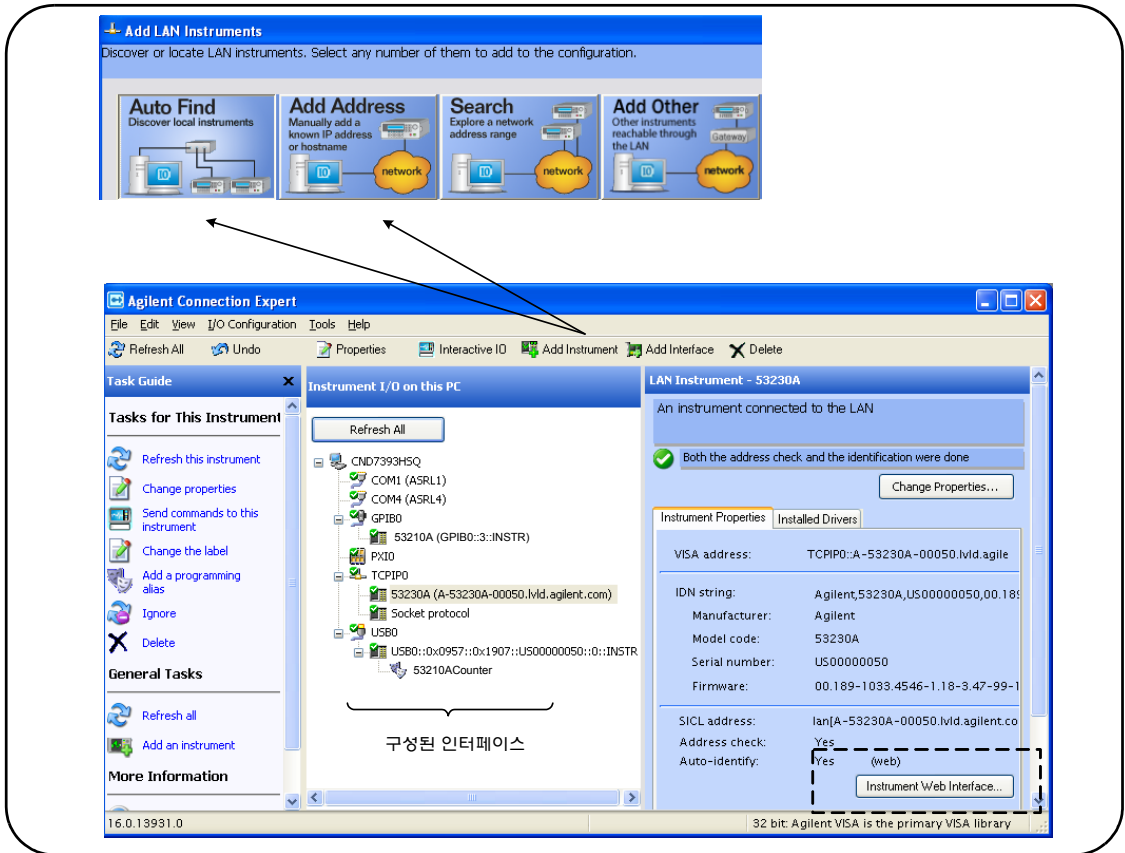 Add LAN Instruments
Discover or locate LAN instruments. Select any number of them to add to the configuration.
Auto Find
Discover local instruments
Add Address
Manually add a
known IP address
or hostname
network
Search
Explore a network
address range
network
Add Other
Other instruments
reachable through
the LAN
Gateway
network
Agilent Connection Expert
File Edit View I/O Configuration Tools Help
Refresh All Undo Properties Interactive IO Add Instrument Add Interface Delete
Task Guide
Tasks for This Instrument
Refresh this instrument
Change properties
Send commands to this
instrument
Change the label
Add a programming
alias
Ignore
Delete
General Tasks
Refresh all
Add an instrument
More Information
Instrument I/O on this PC
Refresh All
CND7393HSQ
COM1 (ASRL1)
COM4 (ASRL4)
GPIB0
53210A (GPIB0::3::INSTR)
PXI0
TCPIP0
53230A (A-53230A-00050.lvld.agilent.com)
Socket protocol
USB0
USB0::0x0957::0x1907::US00000050::0::INSTR
53210ACounter
구성된 인터페이스
LAN Instrument - 53230A
An instrument connected to the LAN
Both the address check and the identification were done
Change Properties...
Instrument Properties Installed Drivers
VISA address: TCPIP0::A-53230A-00050.lvld.agile
IDN string: Agilent,53230A,US00000050,00.189
Manufacturer: Agilent
Model code: 53230A
Serial number: US00000050
Firmware: 00.189-1033.4546-1.18-3.47-99-1
SICL address: lan[A-53230A-00050.lvld.agilent.co
Address check: Yes
Auto-identify: Yes (web)
Instrument Web Interface...
16.0.13931.0
32 bit: Agilent VISA is the primary VISA library